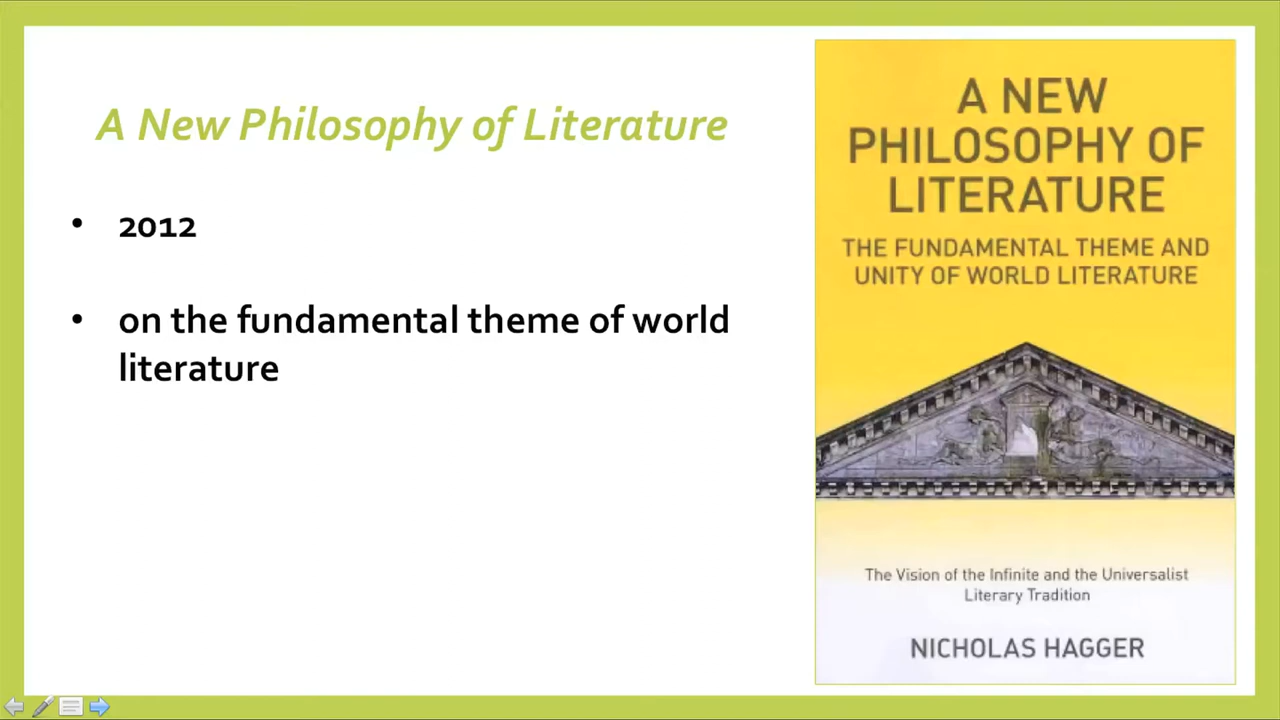 A New Philosophy of Literature
• 2012
• on the fundamental theme of world
literature
A NEW
PHILOSOPHY OF
LITERATURE
THE FUNDAMENTAL THEME AND
UNITY OF WORLD LITERATURE
The Vision of the Infinite and the Universalist
Literary Tradition
NICHOLAS HAGGER